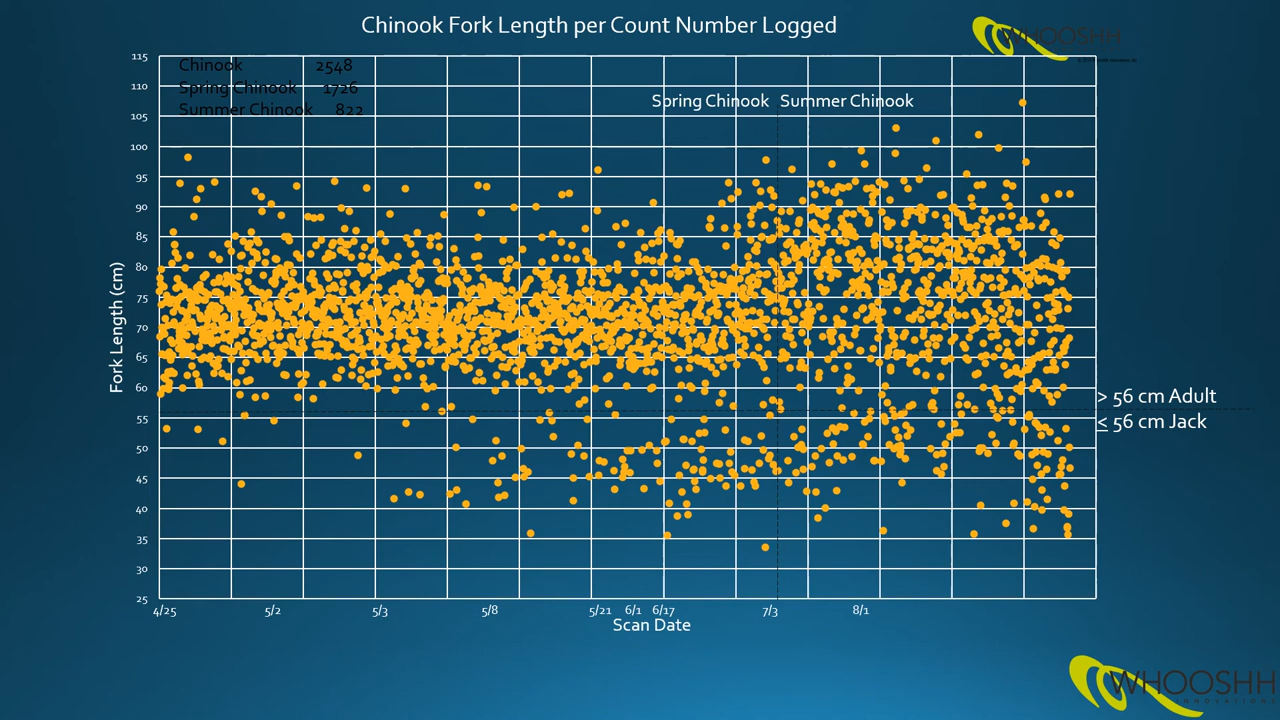 Chinook Fork Length per Count Number Logged
WHOOSHH
115
Chinook 2548
110
Spring Chinook 1726
Spring Chinook Summer Chinook
Summer Chinook 822
105
100
95
90
85
80
75
70
65
60
55
50
45
40
35
30
25
Fork Length (cm)
> 56 cm Adult
< 56 cm Jack
4/25 5/2 5/3 5/8 5/21 6/1 6/17 7/3 8/1
Scan Date
WHOOSHH
INNOVATIONS